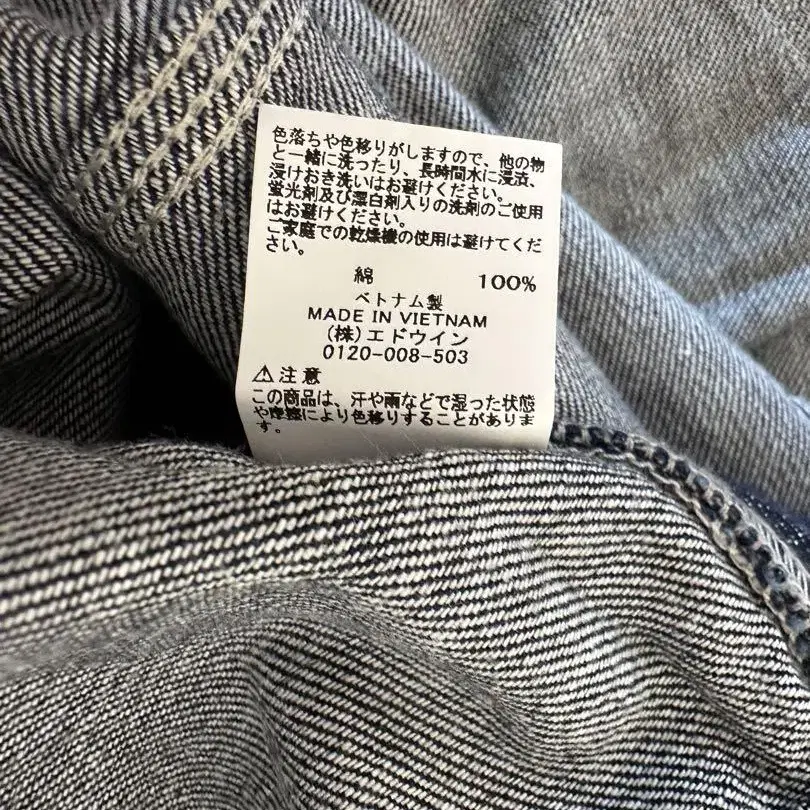 色落ちや色移りがしますので、他の物
と一緒に洗ったり、長時間水に浸漬、
浸けおき洗いはお避けください。
蛍光剤及び漂白剤入りの洗剤のご使用
はお避けください。
ご家庭での乾燥機の使用は避けてくだ
さい。
綿 100%
ベトナム製
MADE IN VIETNAM
(株)エドウイン
0120-008-503
⚠注意
この商品は、汗や雨などで湿った状態
や摩擦により色移りすることがありま
す。